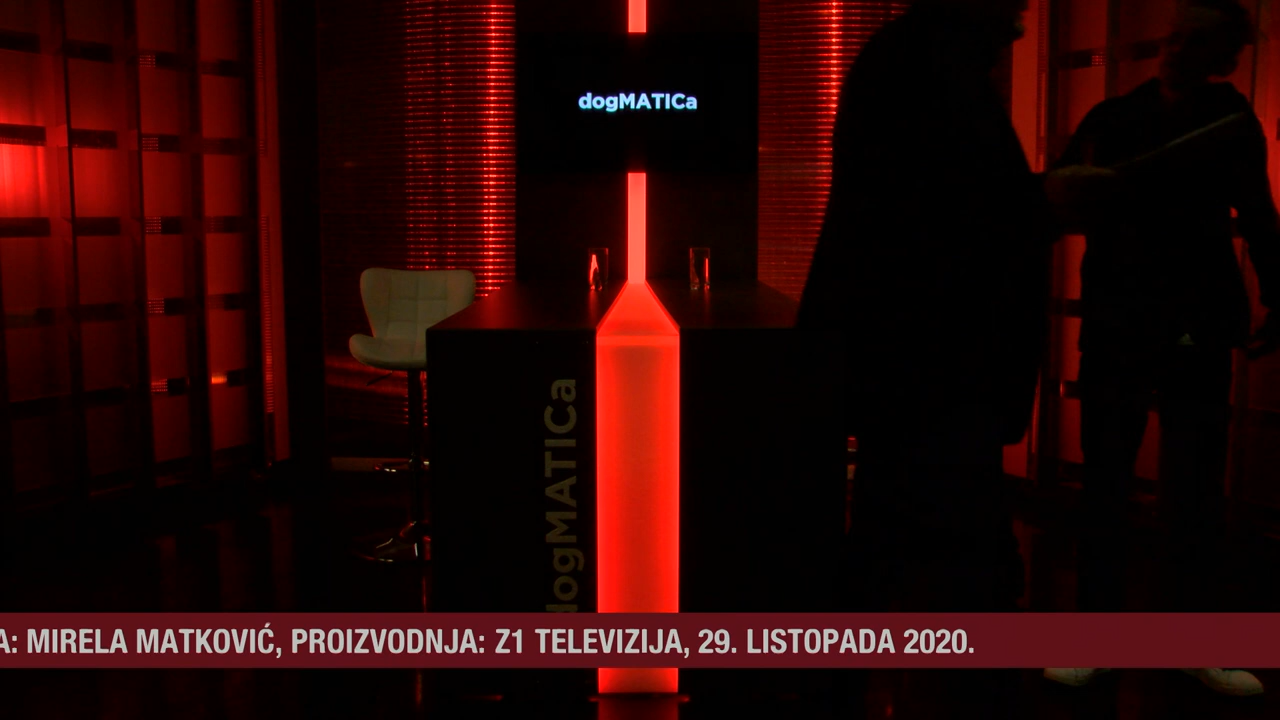 dogMATICa
dogMATICa
A: MIRELA MATKOVIĆ, PROIZVODNJA: Z1 TELEVIZIJA, 29. LISTOPADA 2020.